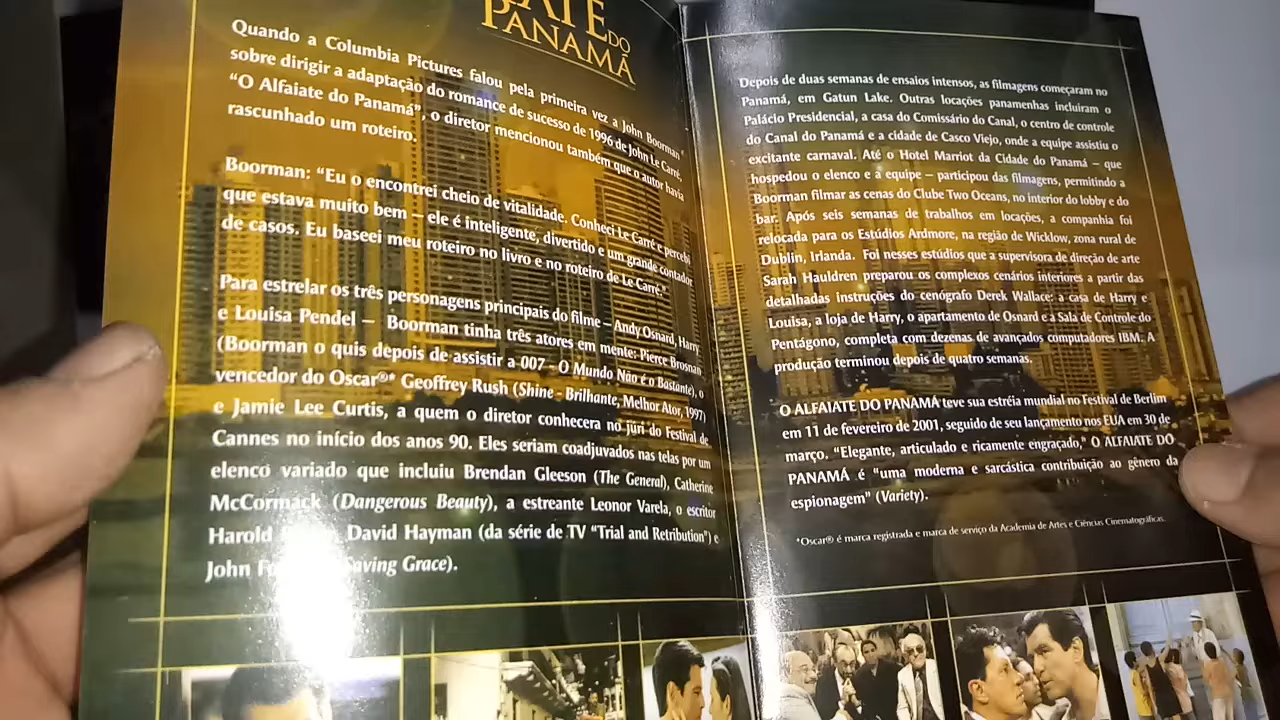 DO
PANAMÁ
Quando a Columbia Pictures falou pela primeira vez a John Boorman
sobre dirigir a adaptação do romance de sucesso de 1996 de John Le Carré,
“O Alfaiate do Panamá”, o diretor mencionou também que o autor havia
rascunhado um roteiro.
Boorman: “Eu o encontrei cheio de vitalidade. Conheci Le Carré e percebi
que estava muito bem – ele é inteligente, divertido e um grande contador
de casos. Eu baseei meu roteiro no livro e no roteiro de Le Carré.”
Para estrelar os três personagens principais do filme – Andy Osnard, Harry
e Louisa Pendel – Boorman tinha três atores em mente: Pierce Brosnan
(Boorman o quis depois de assistir a 007 - O Mundo Não é o Bastante), o
vencedor do Oscar®* Geoffrey Rush (Shine - Brilhante, Melhor Ator, 1997)
e Jamie Lee Curtis, a quem o diretor conhecera no júri do Festival de
Cannes no início dos anos 90. Eles seriam coadjuvados nas telas por um
elenco variado que incluiu Brendan Gleeson (The General), Catherine
McCormack (Dangerous Beauty), a estreante Leonor Varela, o escritor
Harold David Hayman (da série de TV “Trial and Retribution”) e
John Saving Grace).
Depois de duas semanas de ensaios intensos, as filmagens começaram no
Panamá, em Gatun Lake. Outras locações panamenhas incluiram o
Palácio Presidencial, a casa do Comissário do Canal, o centro de controle
do Canal do Panamá e a cidade de Casco Viejo, onde a equipe assistiu o
excitante carnaval. Até o Hotel Marriot da Cidade do Panamá – que
hospedou o elenco e a equipe – participou das filmagens, permitindo a
Boorman filmar as cenas do Clube Two Oceans, no interior do lobby e do
bar. Após seis semanas de trabalhos em locações, a companhia foi
relocada para os Estúdios Ardmore, na região de Wicklow, zona rural de
Dublin, Irlanda. Foi nesses estúdios que a supervisora de direção de arte
Sarah Hauldren preparou os complexos cenários interiores a partir das
detalhadas instruções do cenógrafo Derek Wallace: a casa de Harry e
Louisa, a loja de Harry, o apartamento de Osnard e a Sala de Controle do
Pentágono, completa com dezenas de avançados computadores IBM. A
produção terminou depois de quatro semanas.
O ALFAIATE DO PANAMÁ teve sua estréia mundial no Festival de Berlim
em 11 de fevereiro de 2001, seguido de seu lançamento nos EUA em 30 de
março. “Elegante, articulado e ricamente engraçado,” O ALFAIATE DO
PANAMÁ é “uma moderna e sarcástica contribuição ao gênero da
espionagem” (Variety).
*Oscar® é marca registrada e marca de serviço da Academia de Artes e Ciências Cinematográficas.